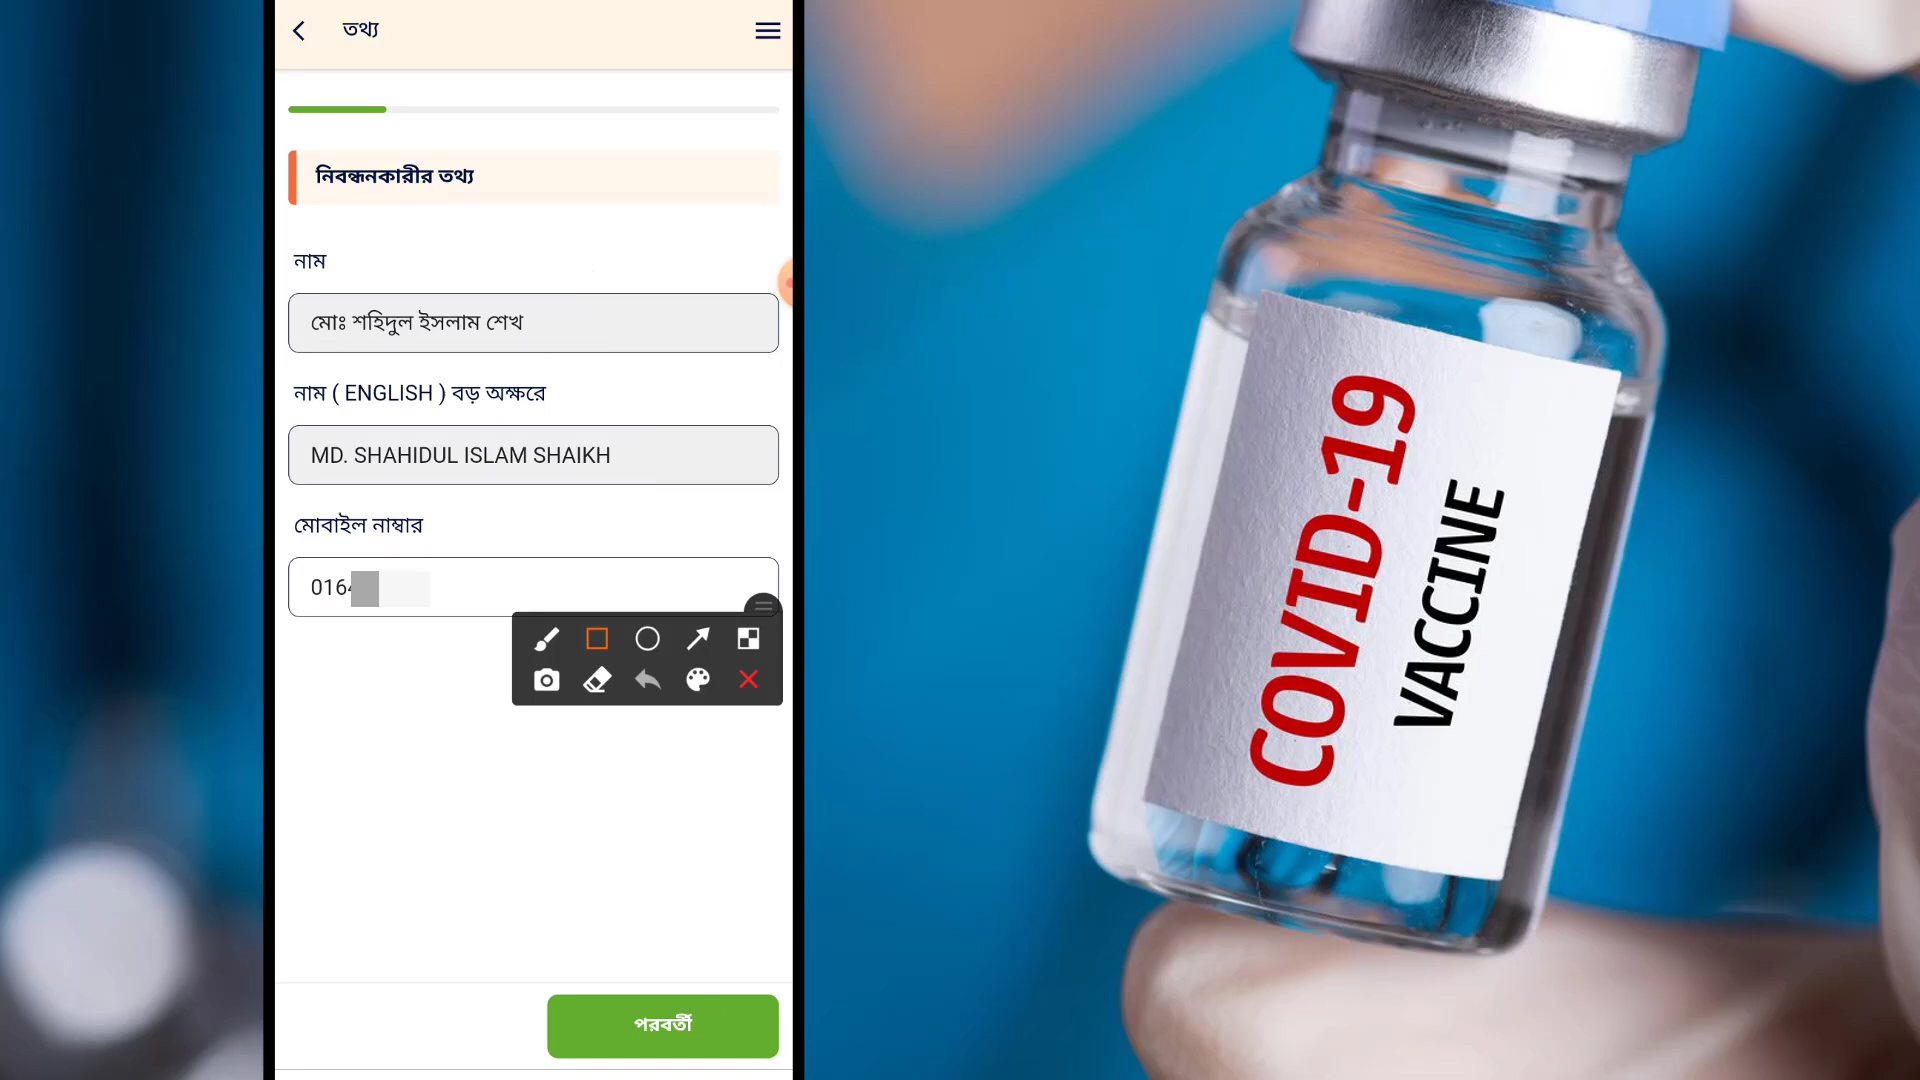 তথ্য
নিবন্ধনকারীর তথ্য
নাম
মোঃ শহিদুল ইসলাম শেখ
নাম ( ENGLISH ) বড় অক্ষরে
MD. SHAHIDUL ISLAM SHAIKH
মোবাইল নাম্বার
0164
পরবর্তী
COVID-19
VACCINE